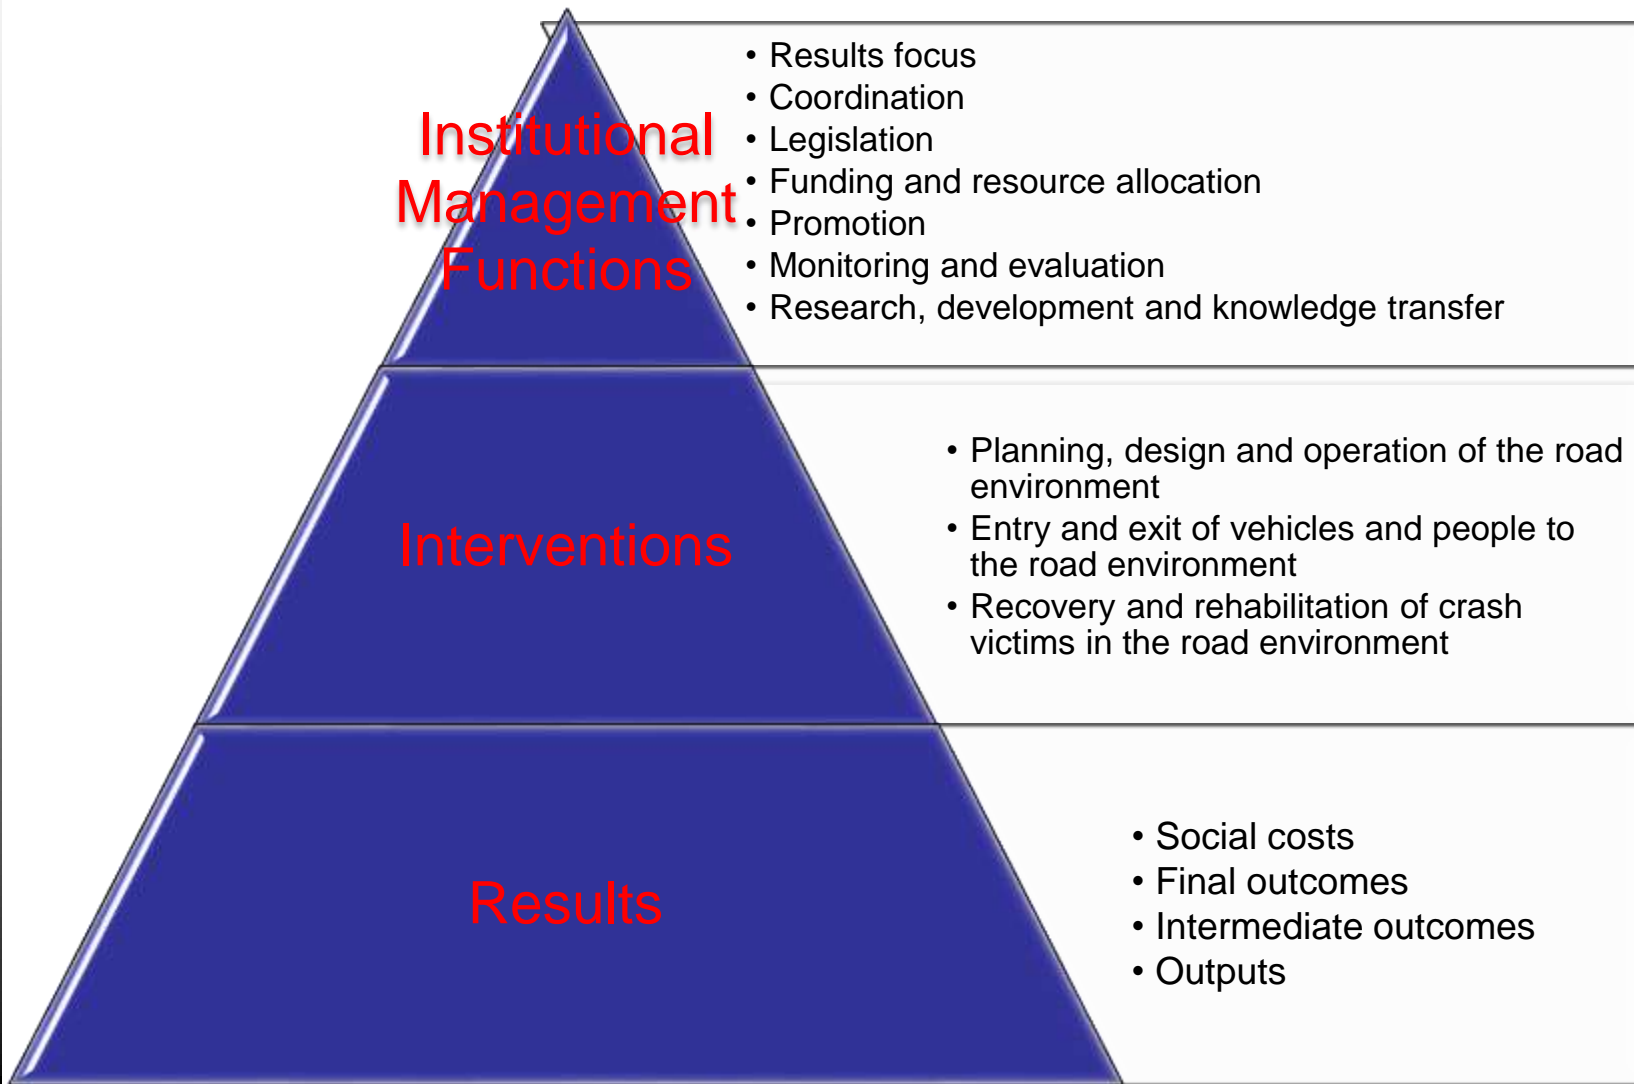 Institutional
Management
Functions
• Results focus
• Coordination
• Legislation
• Funding and resource allocation
• Promotion
• Monitoring and evaluation
• Research, development and knowledge transfer
Interventions
• Planning, design and operation of the road
environment
• Entry and exit of vehicles and people to
the road environment
• Recovery and rehabilitation of crash
victims in the road environment
Results
• Social costs
• Final outcomes
• Intermediate outcomes
• Outputs